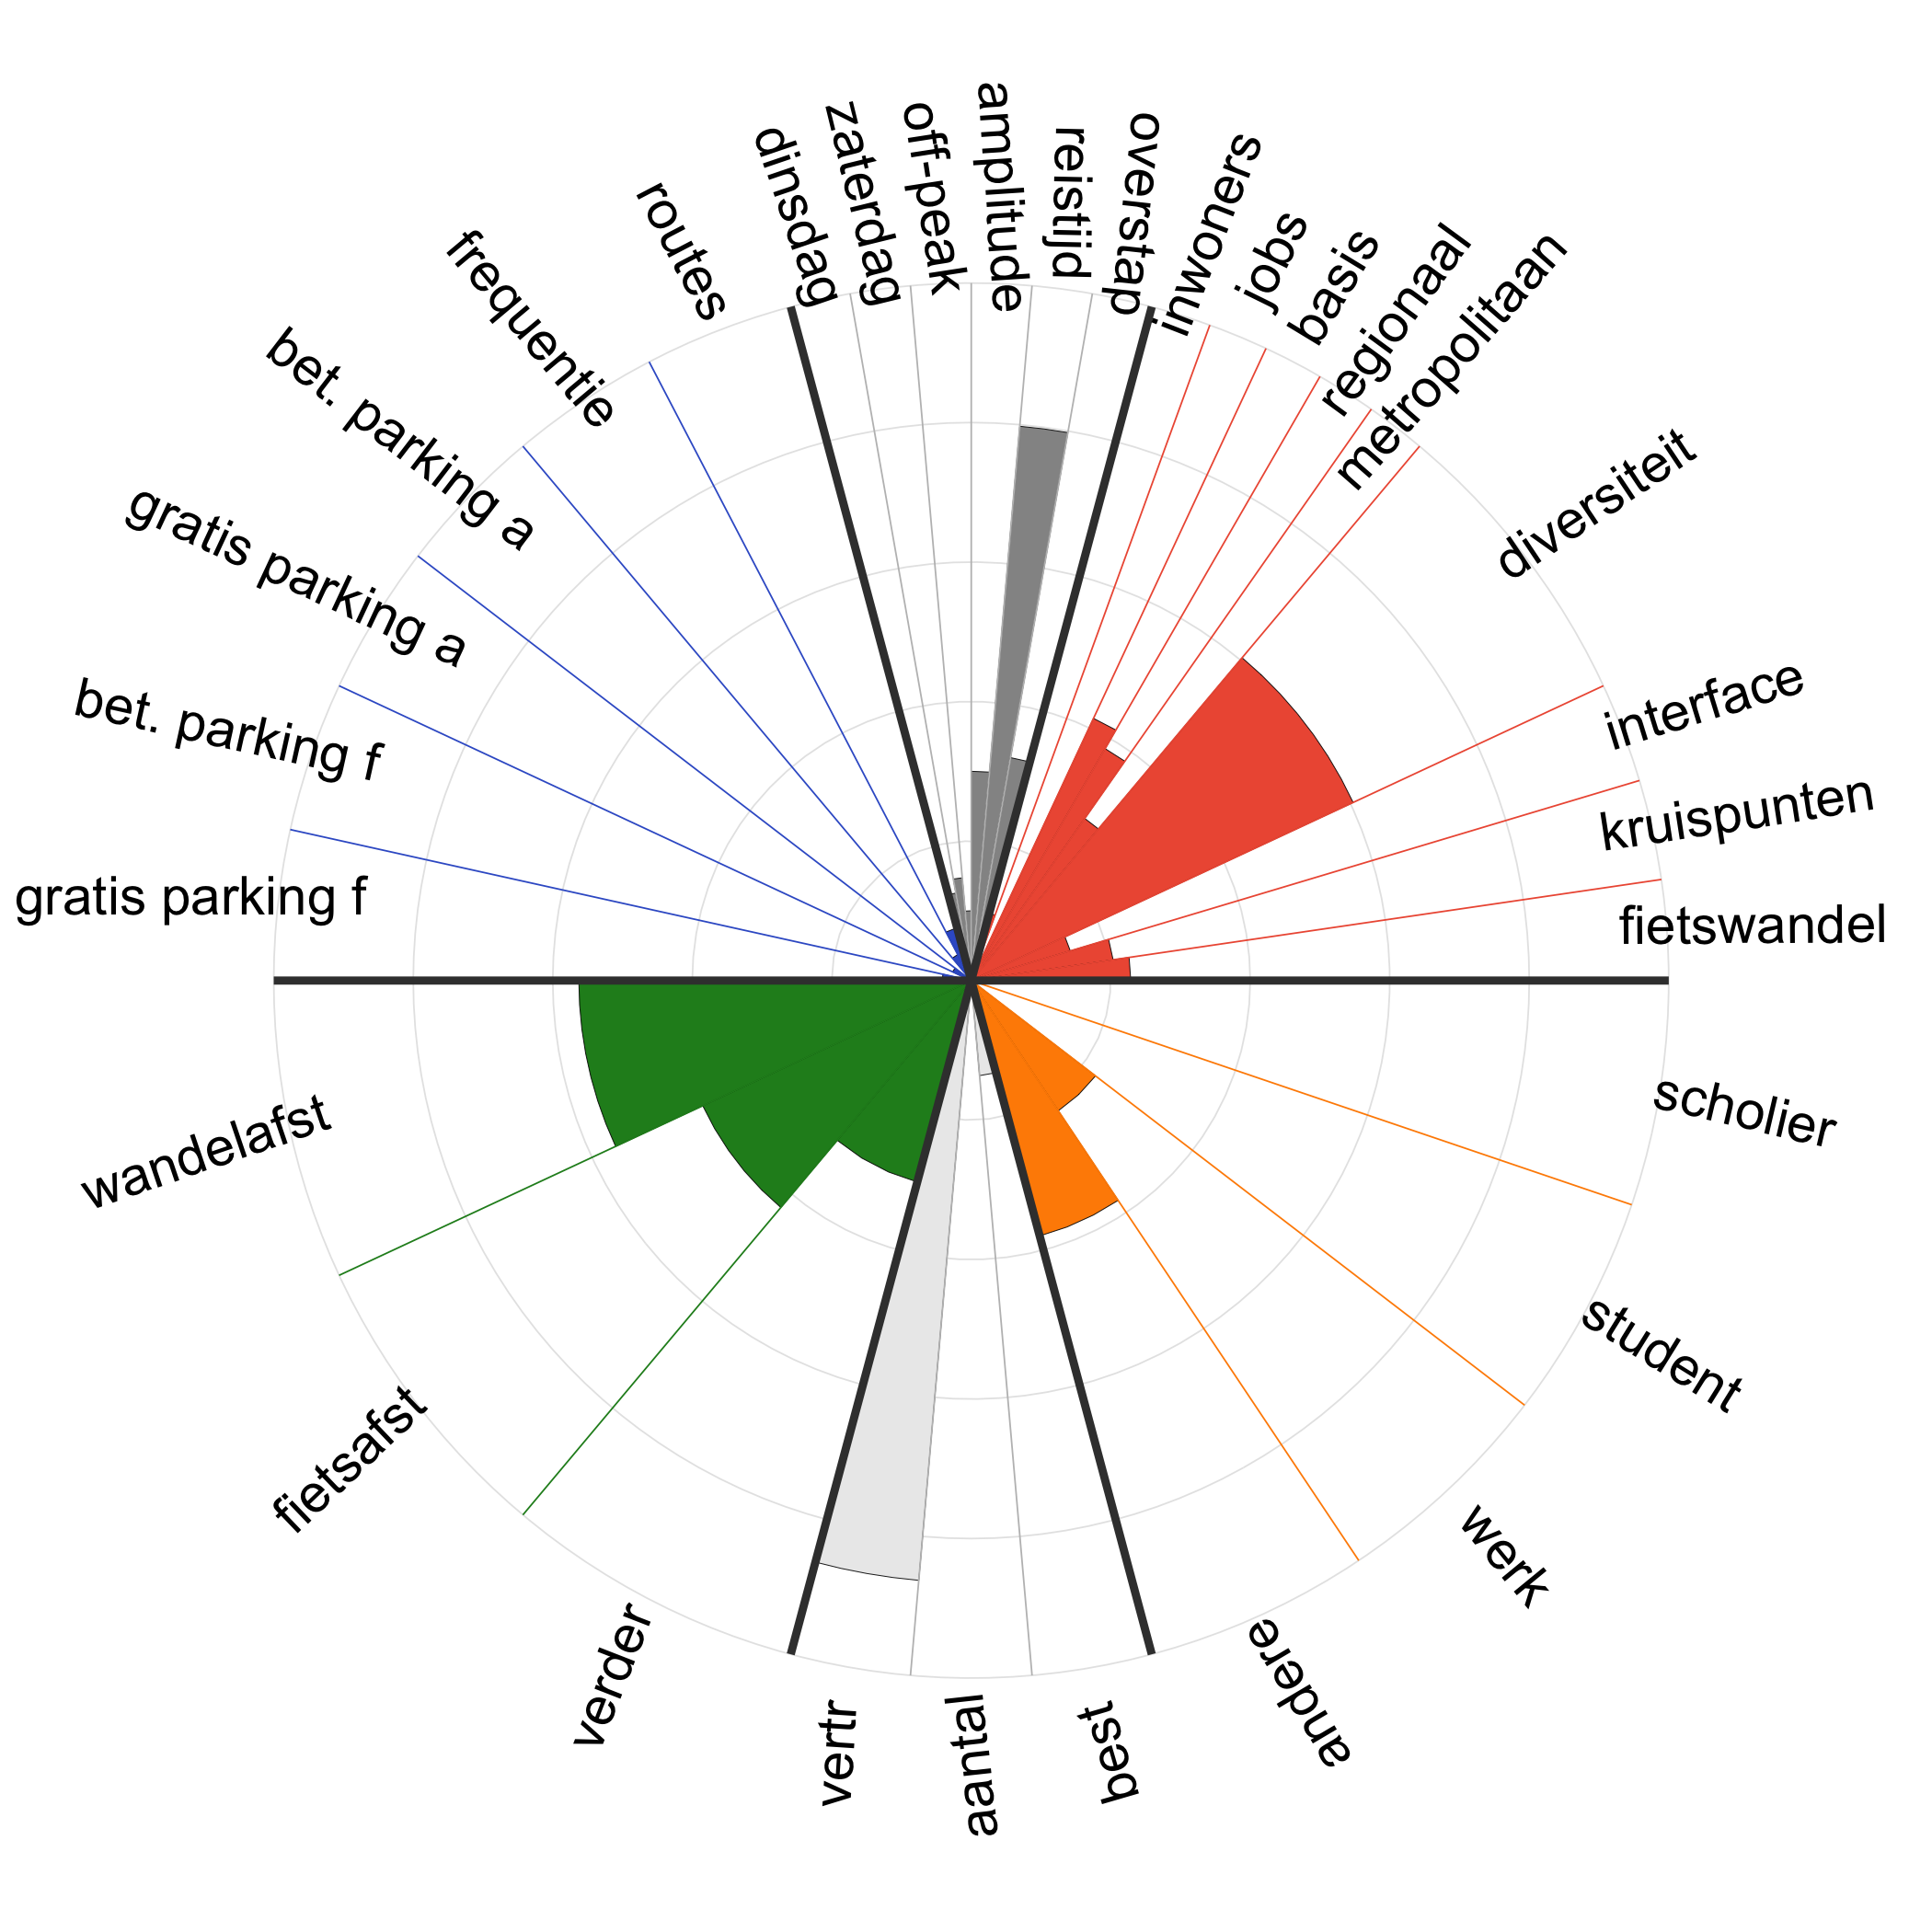 dinsdag
zaterdag
off-peak
amplitude
reistijd
overstap
inwoners
jobs
basis
regionaal
metropolitaan
diversiteit
interface
kruispunten
fietswandel
scholier
student
werk
andere
best
aantal
vertr
verder
fietsafst
wandelafst
gratis parking f
bet. parking f
gratis parking a
bet. parking a
frequentie
routes